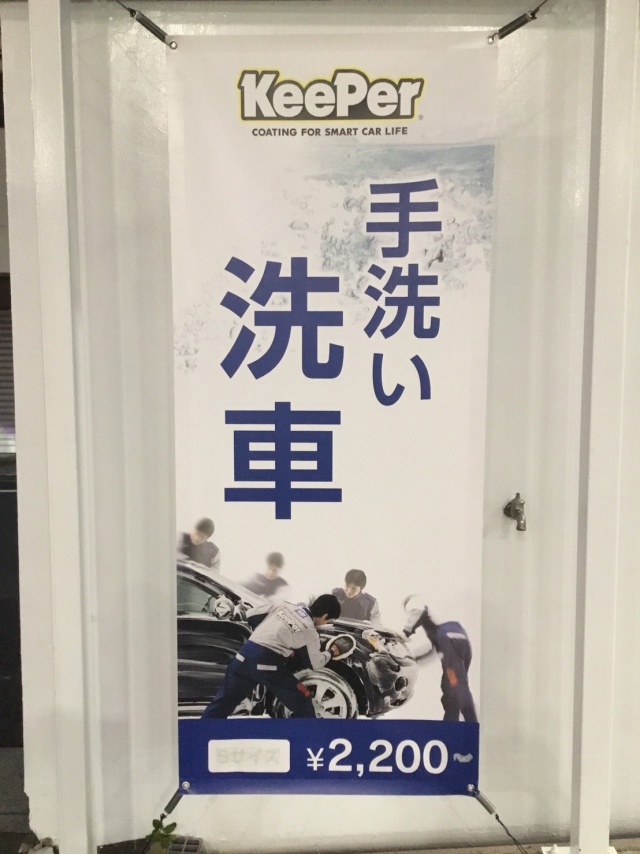 KeePer
COATING FOR SMART CAR LIFE
手洗い
洗車
Sサイズ
¥2,200~